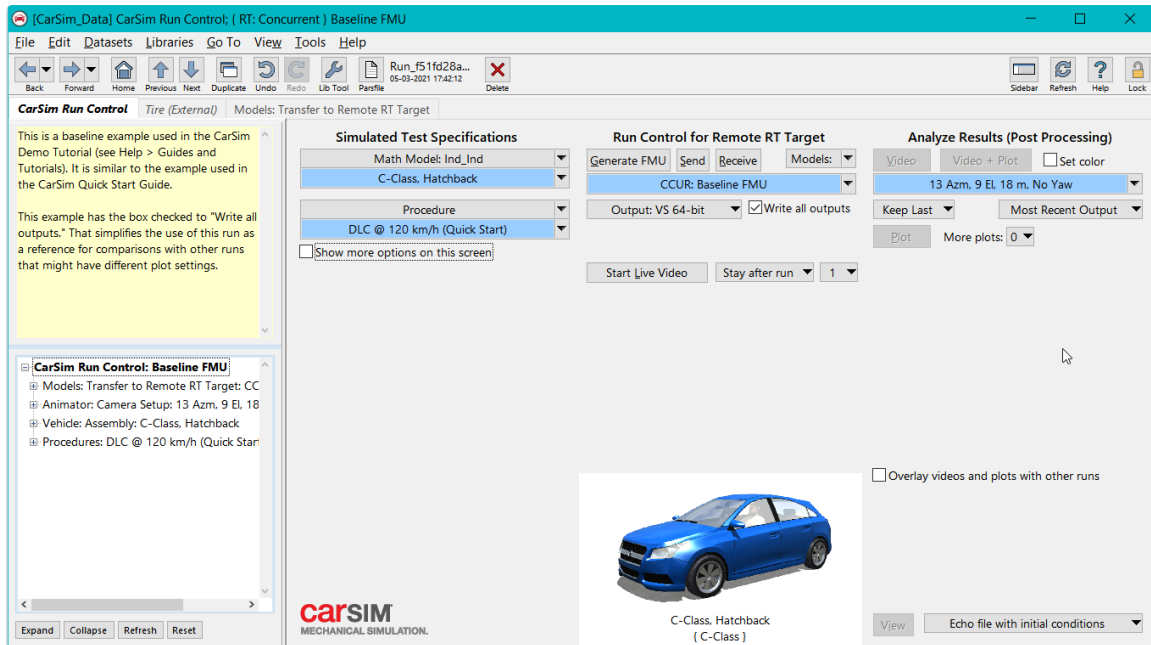 [CarSim_Data] CarSim Run Control; { RT: Concurrent } Baseline FMU
File Edit Datasets Libraries Go To View Tools Help
Run_f51fd28a...
05-03-2021 17:42:12
Back Forward Home Previous Next Duplicate Undo Redo Lib Tool Parsfile Delete Sidebar Refresh Help Lock
CarSim Run Control Tire (External) Models: Transfer to Remote RT Target
This is a baseline example used in the CarSim
Demo Tutorial (see Help > Guides and
Tutorials). It is similar to the example used in
the CarSim Quick Start Guide.
This example has the box checked to "Write all
outputs." That simplifies the use of this run as
a reference for comparisons with other runs
that might have different plot settings.
CarSim Run Control: Baseline FMU
Models: Transfer to Remote RT Target: CC
Animator: Camera Setup: 13 Azm, 9 El, 18
Vehicle: Assembly: C-Class, Hatchback
Procedures: DLC @ 120 km/h (Quick Star
Expand Collapse Refresh Reset
Simulated Test Specifications
Math Model: Ind_Ind
C-Class, Hatchback
Procedure
DLC @ 120 km/h (Quick Start)
Show more options on this screen
carSIM
MECHANICAL SIMULATION.
Run Control for Remote RT Target
Generate FMU Send Receive Models:
CCUR: Baseline FMU
Output: VS 64-bit Write all outputs
Start Live Video Stay after run 1
C-Class, Hatchback
{ C-Class }
Analyze Results (Post Processing)
Video Video + Plot Set color
13 Azm, 9 El, 18 m, No Yaw
Keep Last Most Recent Output
Plot More plots: 0
Overlay videos and plots with other runs
View Echo file with initial conditions